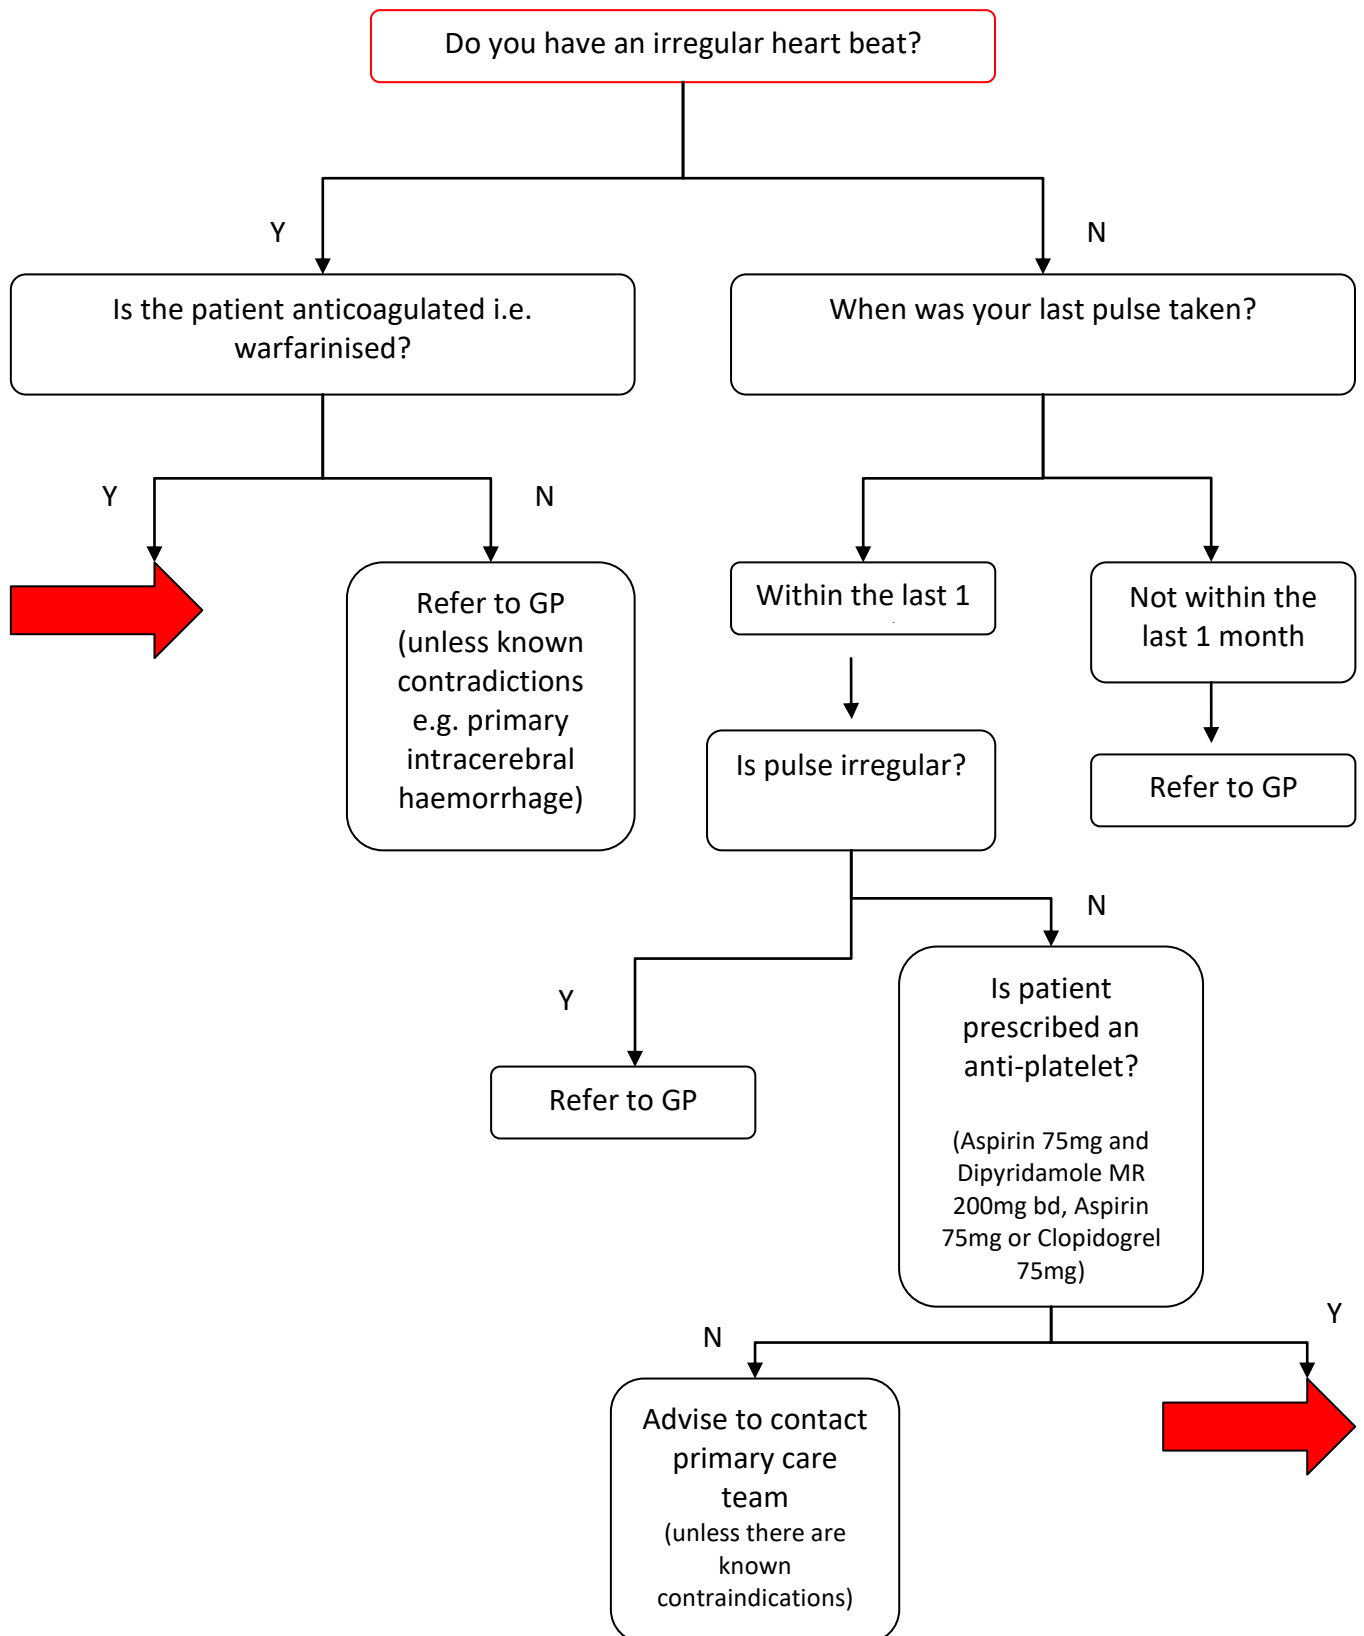 Do you have an irregular heart beat?
Y
N
Is the patient anticoagulated i.e.
warfarinised?
When was your last pulse taken?
Y
N
Refer to GP
(unless known
contradictions
e.g. primary
intracerebral
haemorrhage)
Within the last 1
Not within the
last 1 month
Is pulse irregular?
Refer to GP
Y
N
Refer to GP
Is patient
prescribed an
anti-platelet?
(Aspirin 75mg and
Dipyridamole MR
200mg bd, Aspirin
75mg or Clopidogrel
75mg)
N
Y
Advise to contact
primary care
team
(unless there are
known
contraindications)